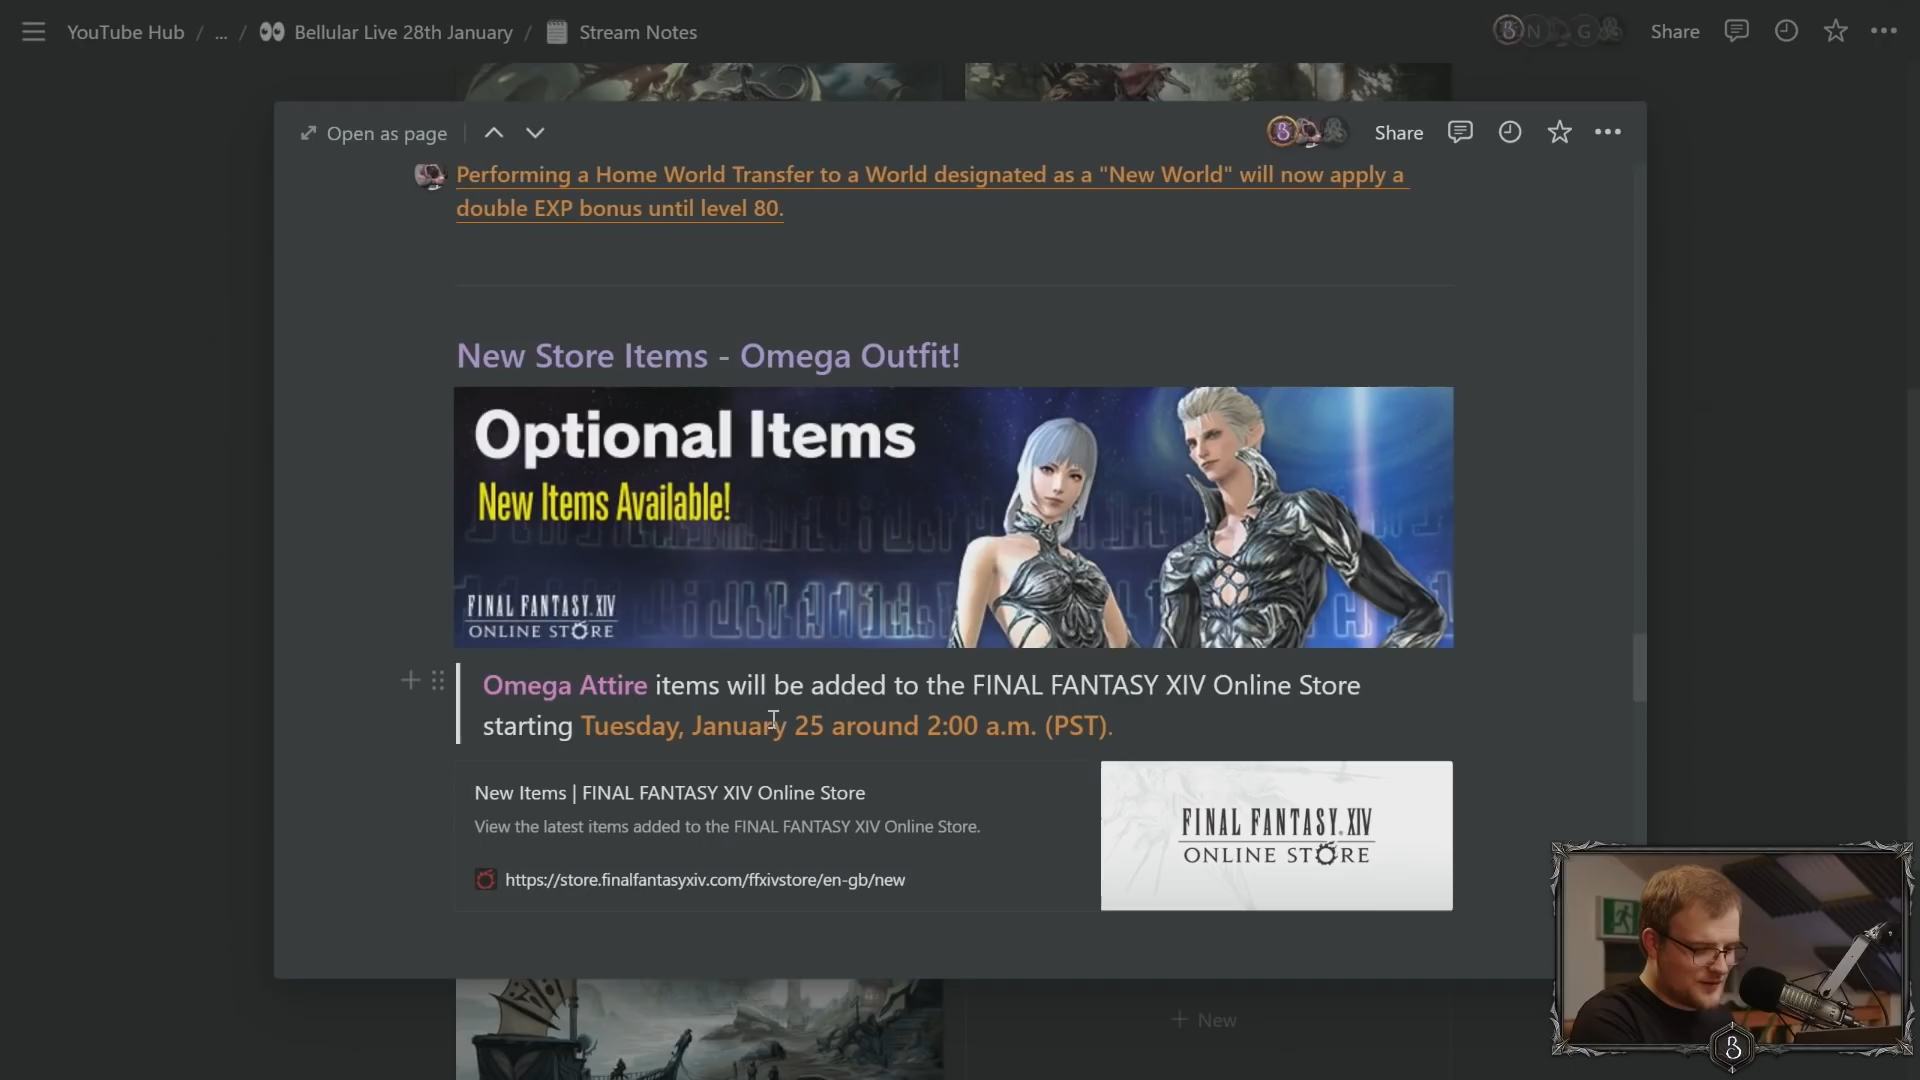 YouTube Hub / ... / Bellular Live 28th January / Stream Notes
N G Share
Open as page
Share
Performing a Home World Transfer to a World designated as a "New World" will now apply a
double EXP bonus until level 80.
New Store Items - Omega Outfit!
Optional Items
New Items Available!
FINAL FANTASY XIV
ONLINE STORE
Omega Attire items will be added to the FINAL FANTASY XIV Online Store
starting Tuesday, January 25 around 2:00 a.m. (PST).
New Items | FINAL FANTASY XIV Online Store
View the latest items added to the FINAL FANTASY XIV Online Store.
https://store.finalfantasyxiv.com/ffxivstore/en-gb/new
FINAL FANTASY XIV
ONLINE STORE
+ New
B